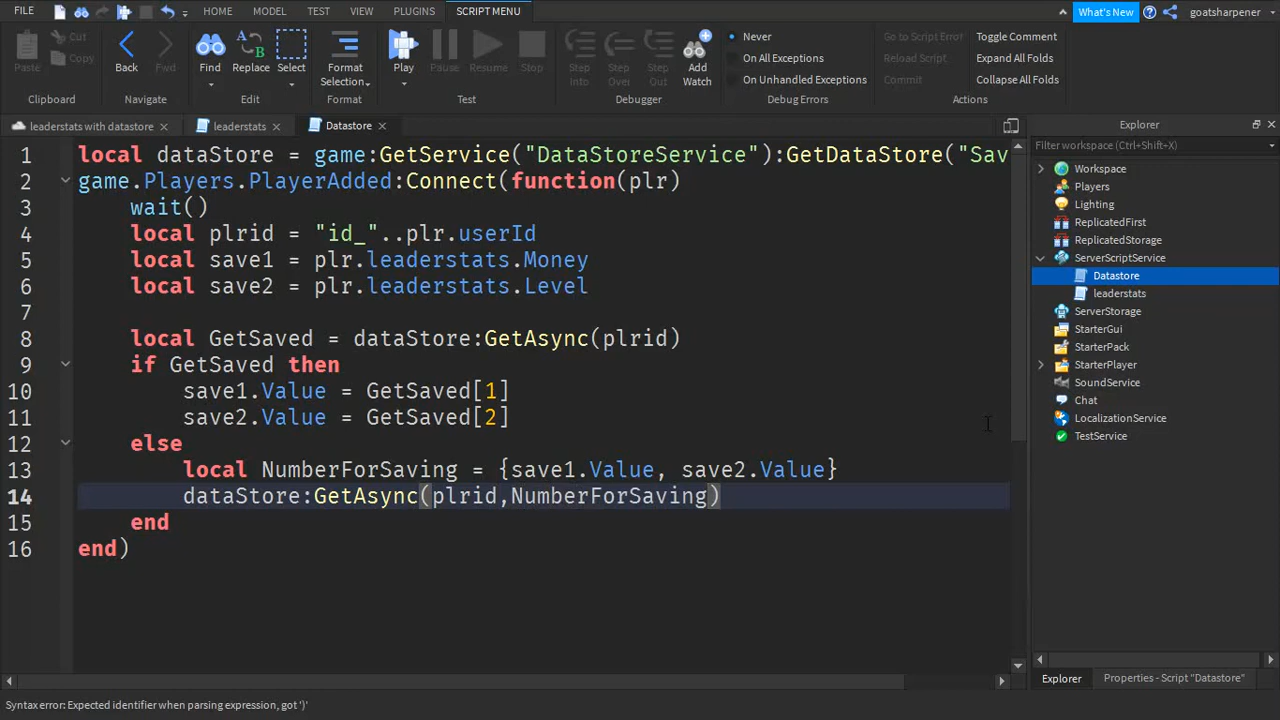 FILE HOME MODEL TEST VIEW PLUGINS SCRIPT MENU What's New goatsharpener
Paste Cut Copy Back Fwd Find Replace Select Format Selection Play Pause Resume Stop Step Into Step Over Step Out Add Watch Never On All Exceptions On Unhandled Exceptions Go to Script Error Reload Script Commit Toggle Comment Expand All Folds Collapse All Folds
Clipboard Navigate Edit Format Test Debugger Debug Errors Actions
leaderstats with datastore leaderstats Datastore
1 local dataStore = game:GetService("DataStoreService"):GetDataStore("Sav
2 game.Players.PlayerAdded:Connect(function(plr)
3 wait()
4 local plrid = "id_"..plr.userId
5 local save1 = plr.leaderstats.Money
6 local save2 = plr.leaderstats.Level
7
8 local GetSaved = dataStore:GetAsync(plrid)
9 if GetSaved then
10 save1.Value = GetSaved[1]
11 save2.Value = GetSaved[2]
12 else
13 local NumberForSaving = {save1.Value, save2.Value}
14 dataStore:GetAsync(plrid,NumberForSaving)
15 end
16 end)
Explorer
Filter workspace (Ctrl+Shift+X)
Workspace
Players
Lighting
ReplicatedFirst
ReplicatedStorage
ServerScriptService
Datastore
leaderstats
ServerStorage
StarterGui
StarterPack
StarterPlayer
SoundService
Chat
LocalizationService
TestService
Explorer Properties - Script "Datastore"
Syntax error: Expected identifier when parsing expression, got ')'